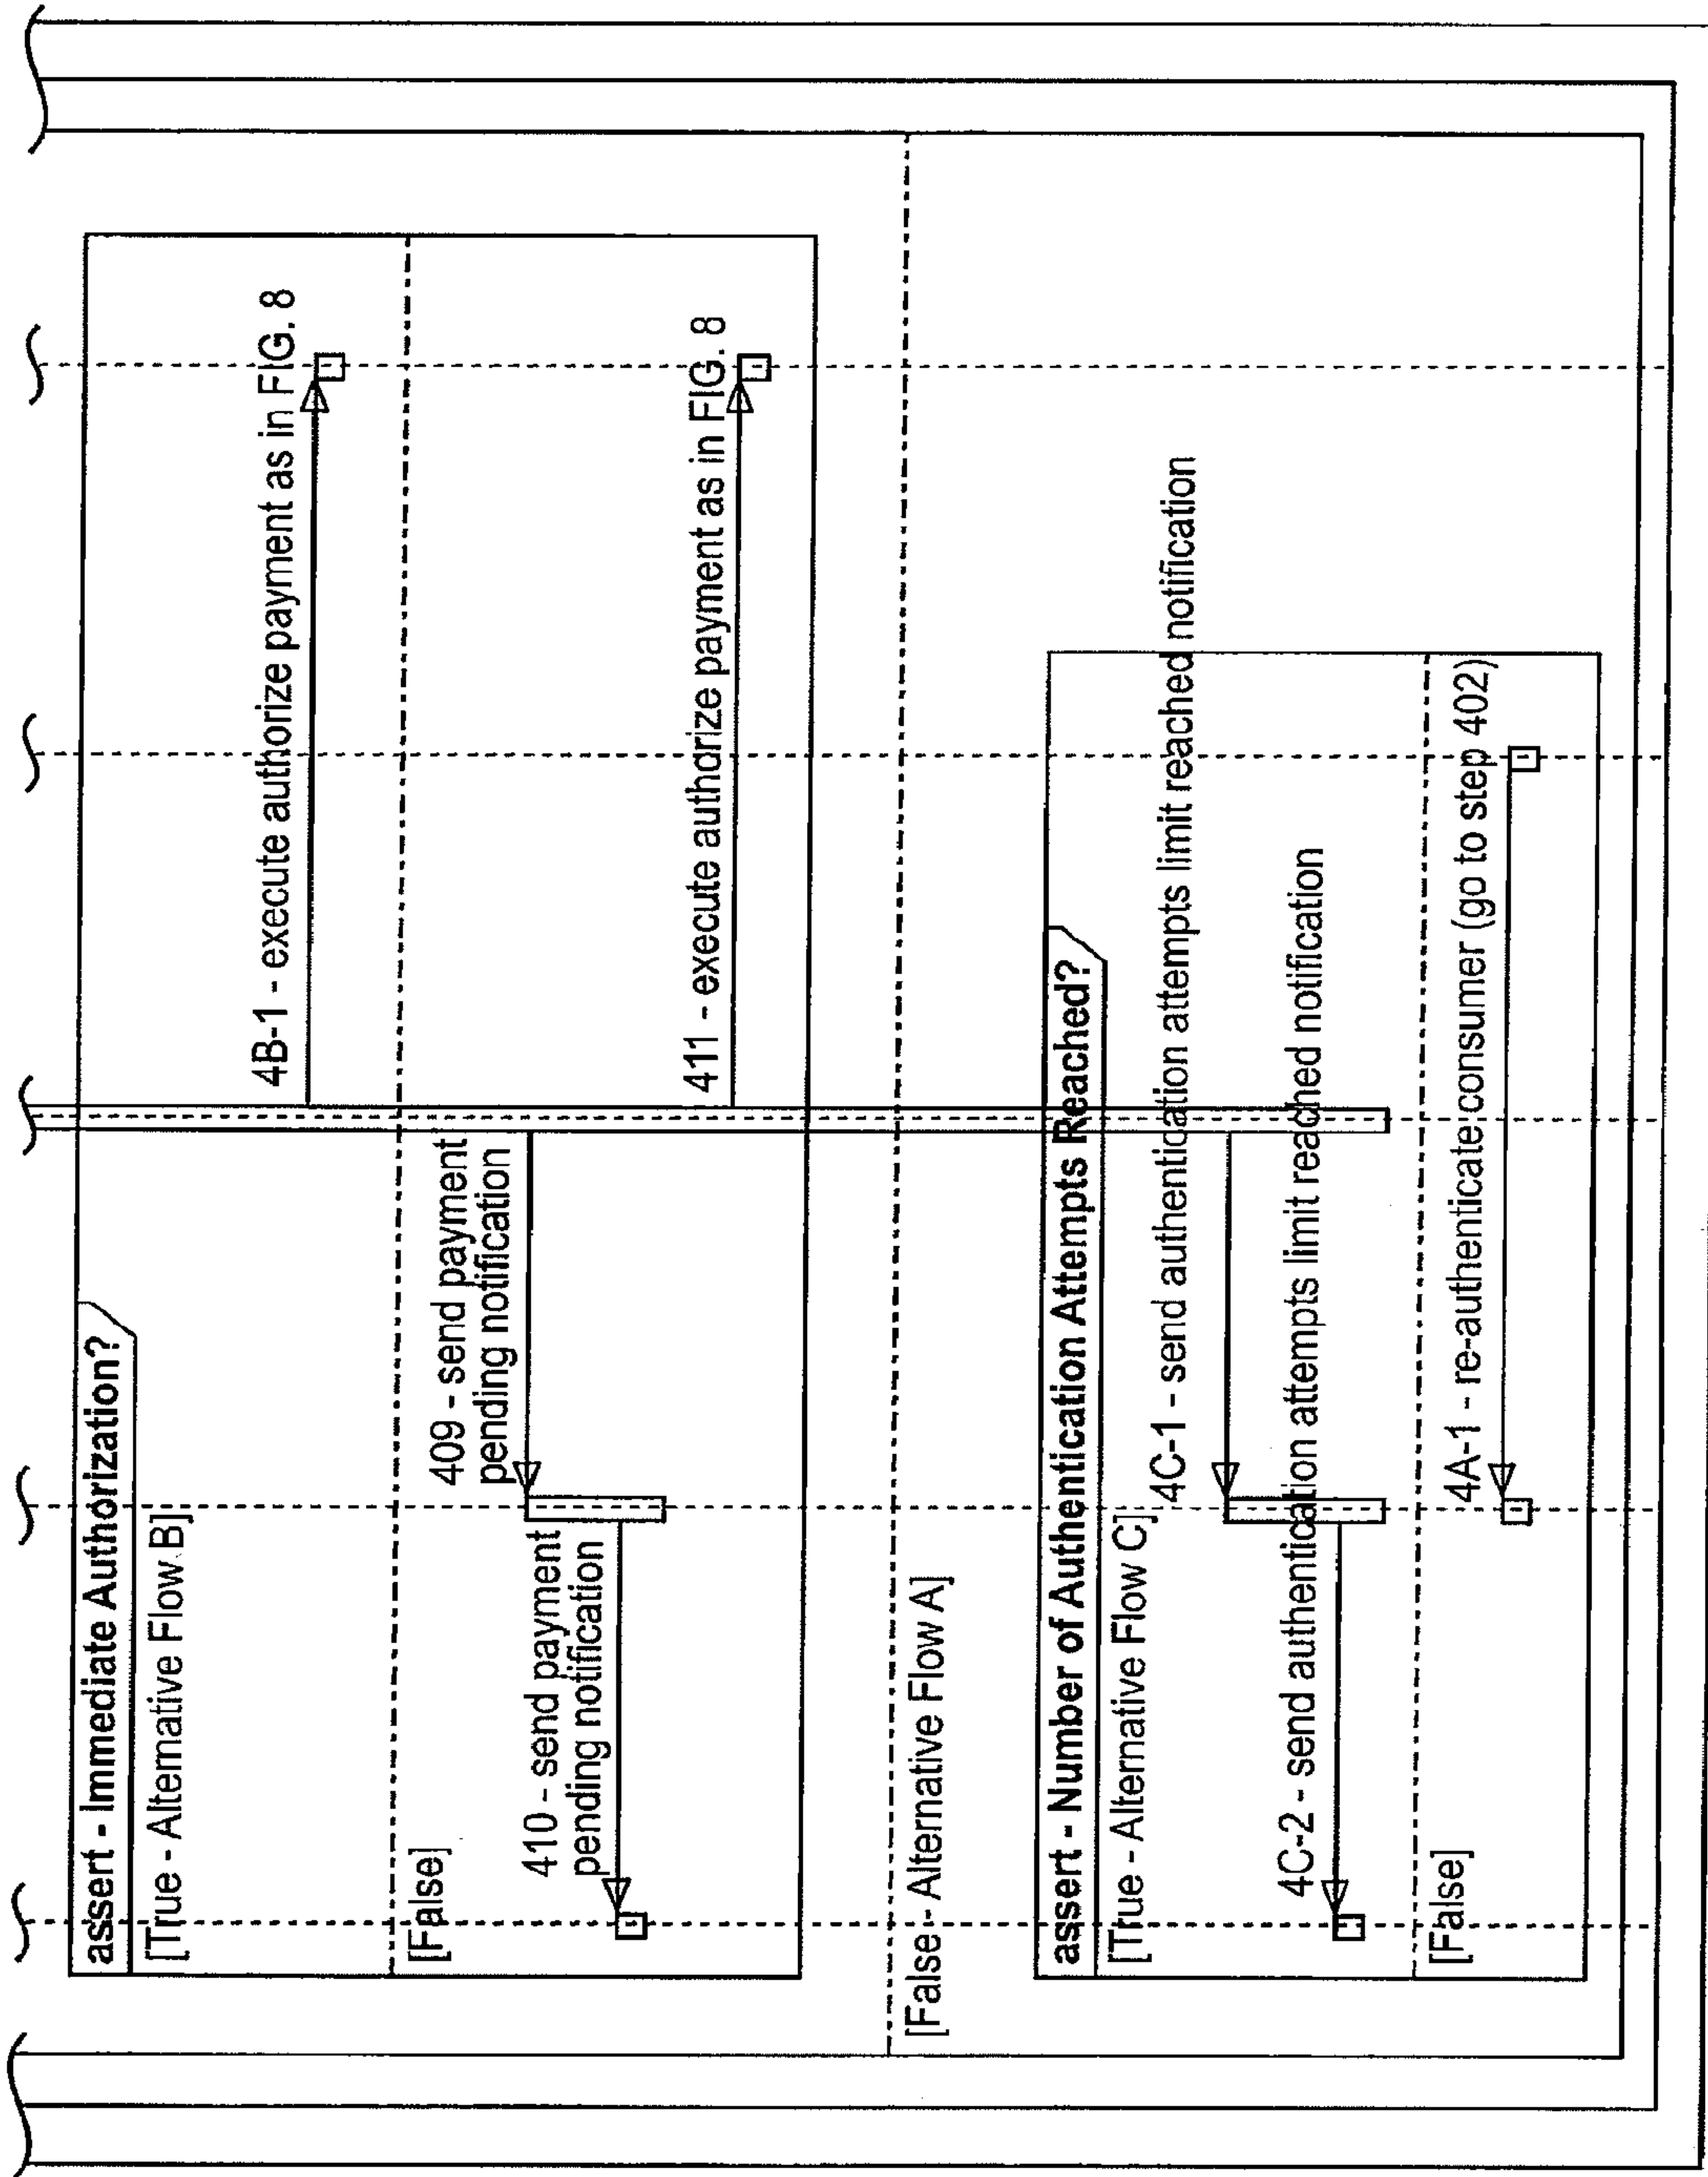 assert - Immediate Authorization?
[True - Alternative Flow B]
4B-1 - execute authorize payment as in FIG. 8
[False]
409 - send payment
pending notification
410 - send payment
pending notification
411 - execute authorize payment as in FIG. 8
[False - Alternative Flow A]
assert - Number of Authentication Attempts Reached?
[True - Alternative Flow C]
4C-1 - send authentication attempts limit reached notification
4C-2 - send authentication attempts limit reached notification
[False]
4A-1 - re-authenticate consumer (go to step 402)